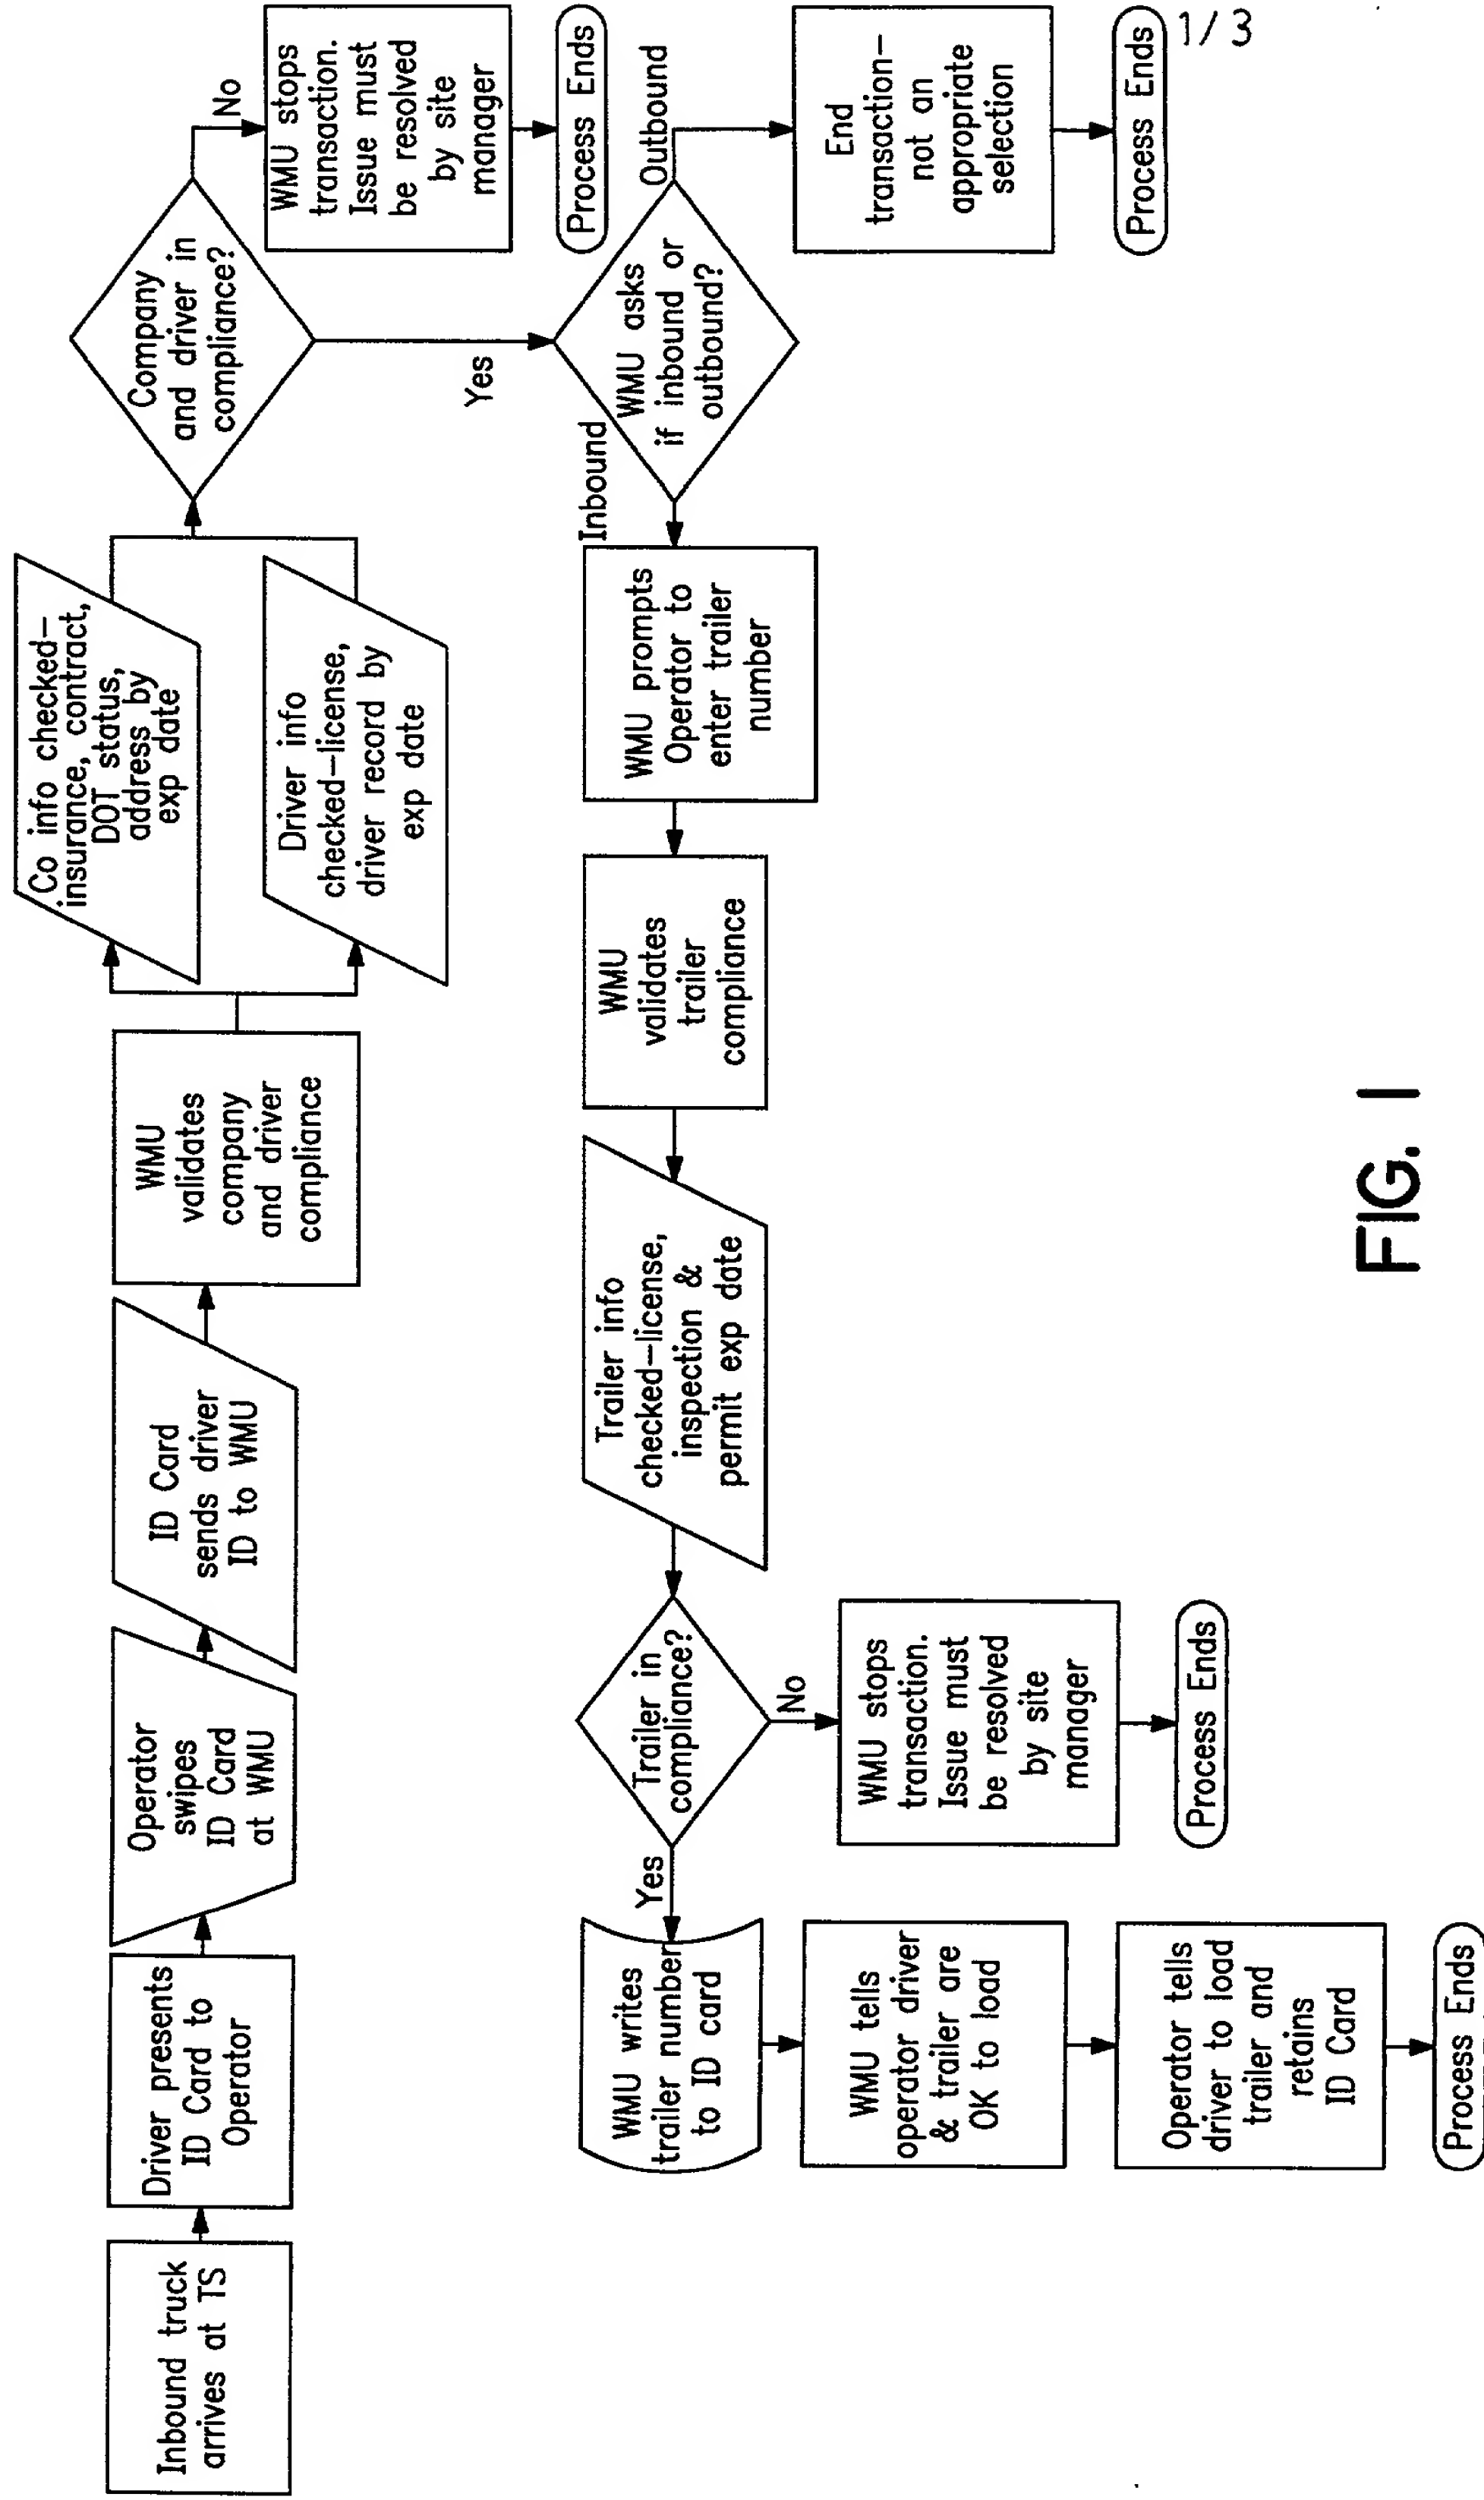 Inbound truck
arrives at TS
Driver presents
ID Card to
Operator
Operator
swipes
ID Card
at WMU
ID Card
sends driver
ID to WMU
WMU
validates
company
and driver
compliance
Co info checked–
insurance, contract,
DOT status,
address by
exp date
Driver info
checked–license,
driver record by
exp date
Company
and driver in
compliance?
No
WMU stops
transaction.
Issue must
be resolved
by site
manager
Process Ends
Yes
WMU asks
if inbound or
outbound?
Outbound
End
transaction–
not an
appropriate
selection
Process Ends
Inbound
WMU prompts
Operator to
enter trailer
number
WMU
validates
trailer
compliance
Trailer info
checked–license,
inspection &
permit exp date
Trailer in
compliance?
No
WMU stops
transaction.
Issue must
be resolved
by site
manager
Process Ends
Yes
WMU writes
trailer number
to ID card
WMU tells
operator driver
& trailer are
OK to load
Operator tells
driver to load
trailer and
retains
ID Card
Process Ends
FIG. 1
1/3